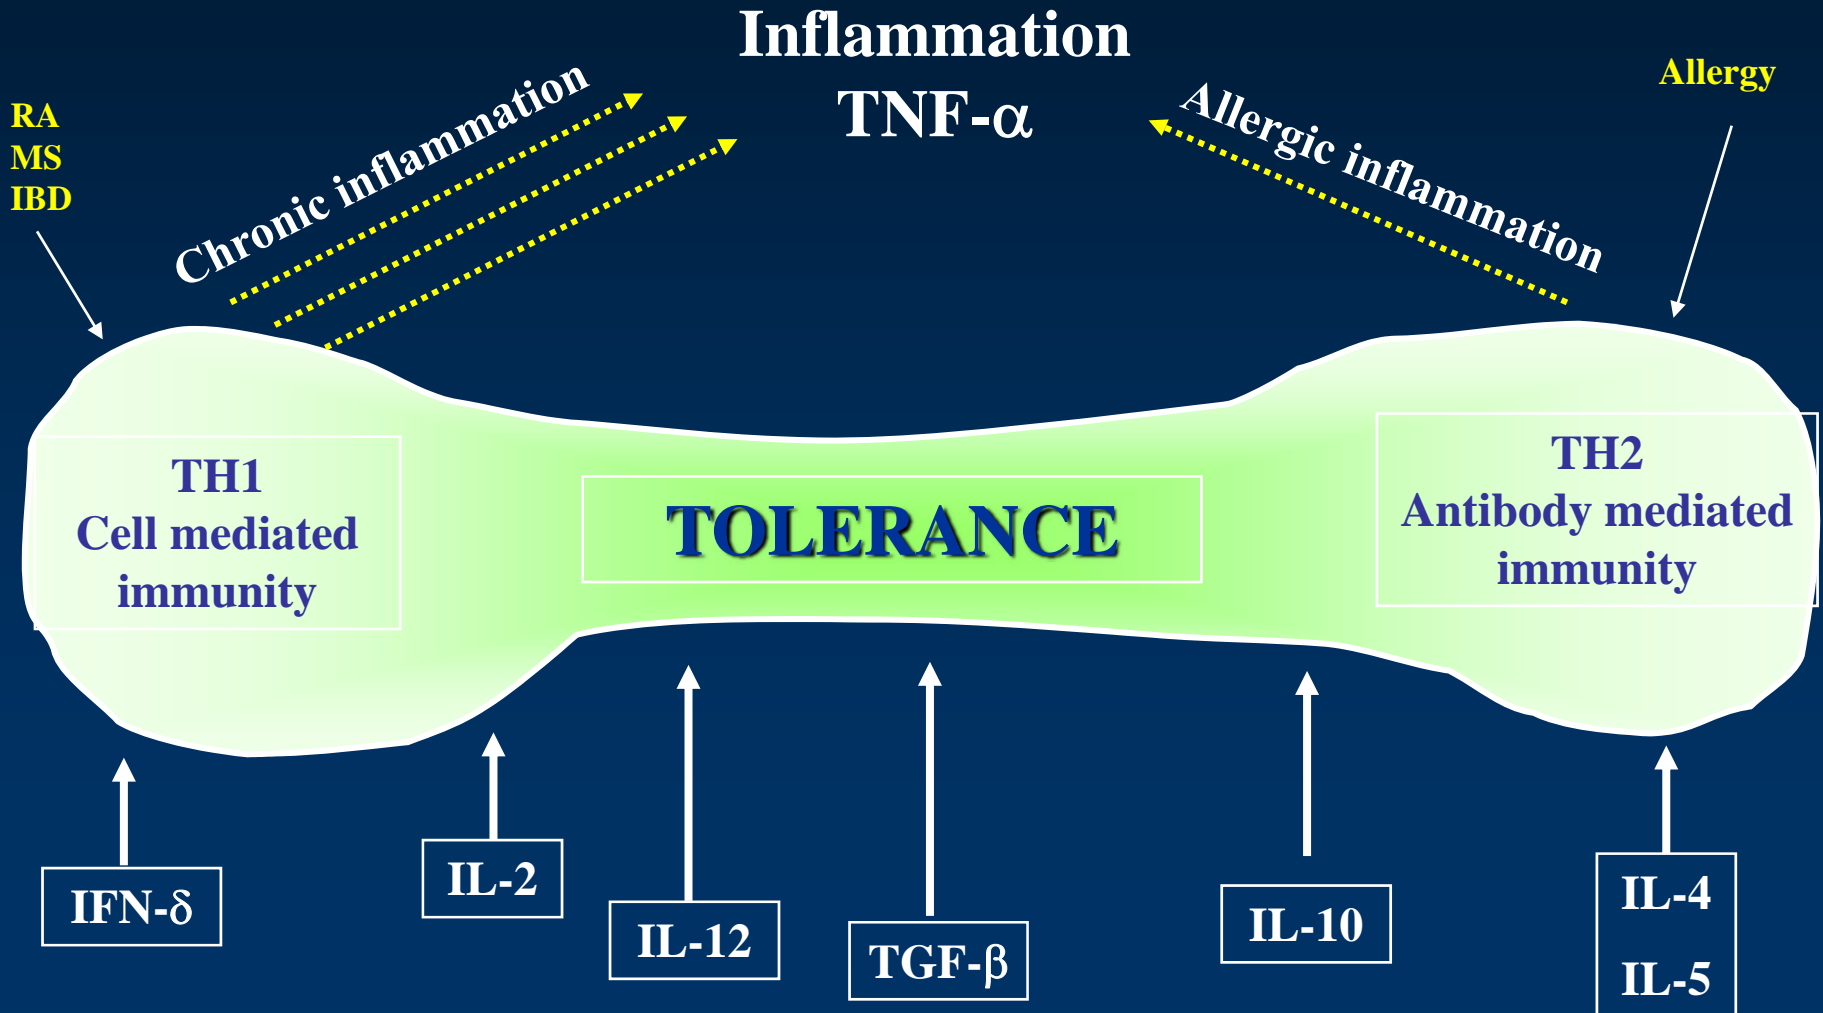 Inflammation
TNF-α
Allergy
RA
MS
IBD
Chronic inflammation
Allergic inflammation
TH1
Cell mediated
immunity
TOLERANCE
TH2
Antibody mediated
immunity
IFN-δ
IL-2
IL-12
TGF-β
IL-10
IL-4
IL-5